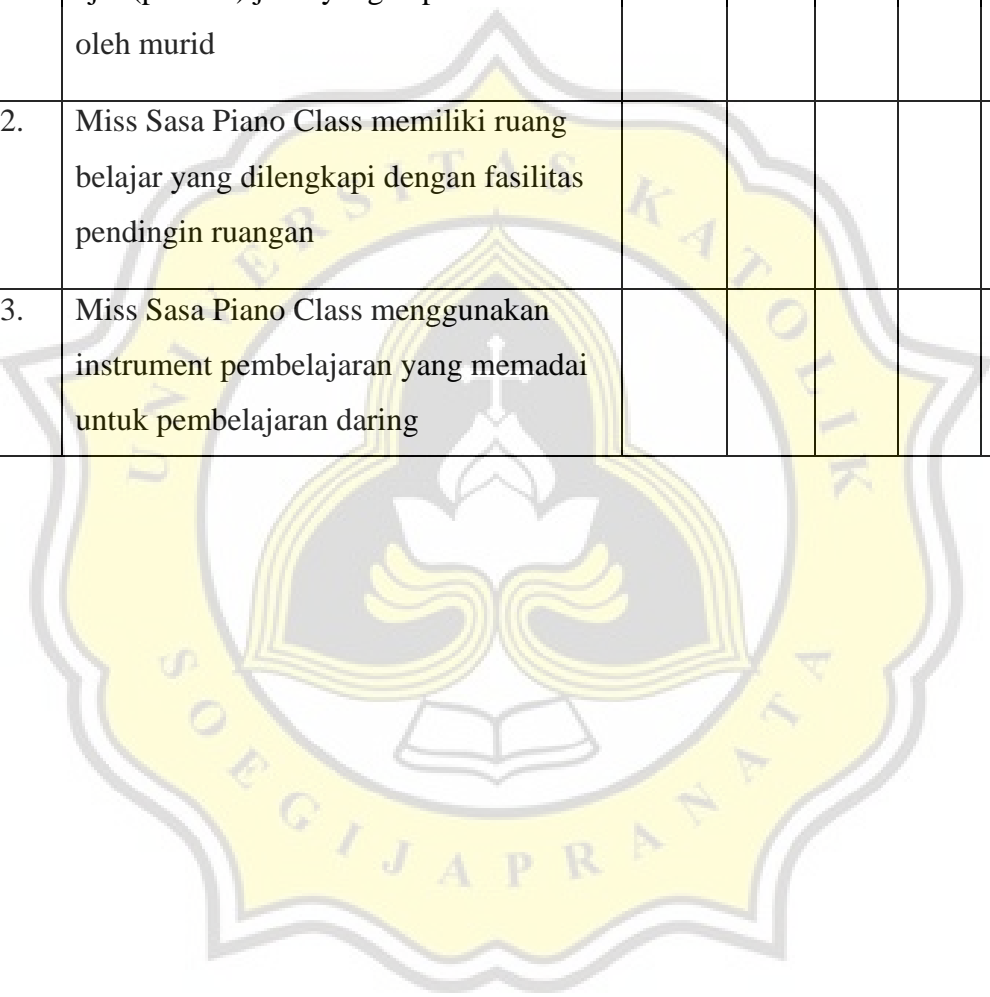 oleh murid
2. Miss Sasa Piano Class memiliki ruang
belajar yang dilengkapi dengan fasilitas
pendingin ruangan
3. Miss Sasa Piano Class menggunakan
instrument pembelajaran yang memadai
untuk pembelajaran daring
UNIVERSITAS KATOLIK
SOEGIJAPRANATA